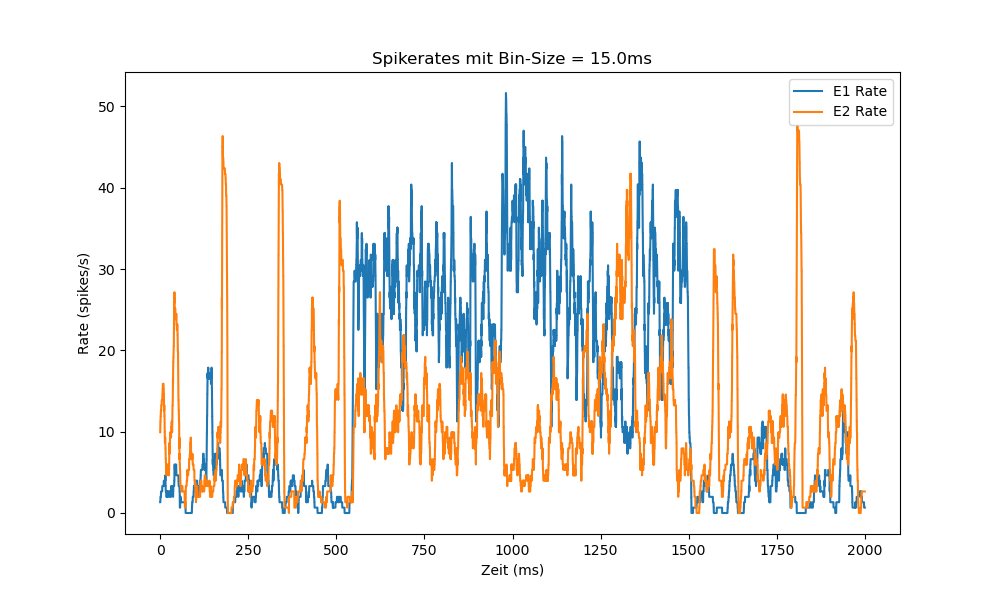 Spikerates mit Bin-Size = 15.0ms
E1 Rate
E2 Rate
50
40
30
20
10
0
Rate (spikes/s)
0 250 500 750 1000 1250 1500 1750 2000
Zeit (ms)